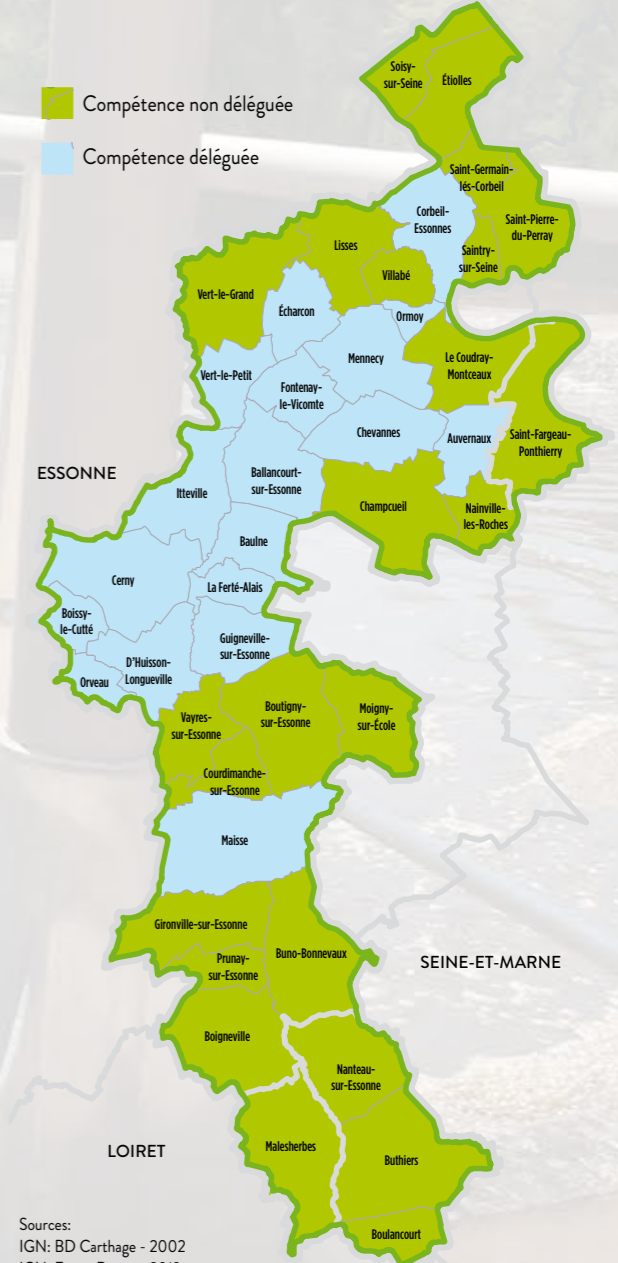 Soisy-
sur-Seine
Étiolles
Compétence non déléguée
Compétence déléguée
Saint-Germain-
lés-Corbeil
Corbeil-
Essonnes
Saint-Pierre-
du-Perray
Lisses
Saintry-
sur-Seine
Villabé
Vert-le-Grand
Écharcon
Ormoy
Mennecy
Le Coudray-
Montceaux
Vert-le-Petit
Fontenay-
le-Vicomte
Chevannes
Auvernaux
Saint-Fargeau-
Ponthierry
ESSONNE
Ballancourt-
sur-Essonne
Itteville
Champcueil
Nainville-
les-Roches
Baulne
Cerny
La Ferté-Alais
Boissy-
le-Cutté
Guigneville-
sur-Essonne
D'Huisson-
Longueville
Orveau
Vayres-
sur-Essonne
Boutigny-
sur-Essonne
Moigny-
sur-École
Courdimanche-
sur-Essonne
Maisse
Gironville-sur-Essonne
Buno-Bonnevaux
Prunay-
sur-Essonne
SEINE-ET-MARNE
Boigneville
Nanteau-
sur-Essonne
Malesherbes
LOIRET
Buthiers
Boulancourt
Sources:
IGN: BD Carthage - 2002